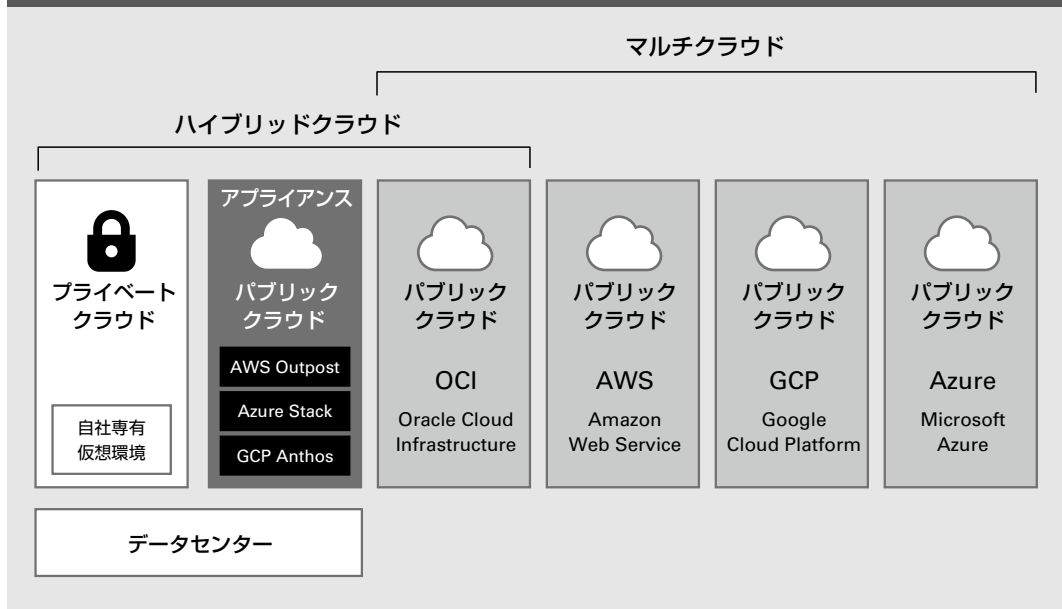 マルチクラウド
ハイブリッドクラウド
プライベート
クラウド
自社専有
仮想環境
アプライアンス
パブリック
クラウド
AWS Outpost
Azure Stack
GCP Anthos
パブリック
クラウド
OCI
Oracle Cloud
Infrastructure
パブリック
クラウド
AWS
Amazon
Web Service
パブリック
クラウド
GCP
Google
Cloud Platform
パブリック
クラウド
Azure
Microsoft
Azure
データセンター